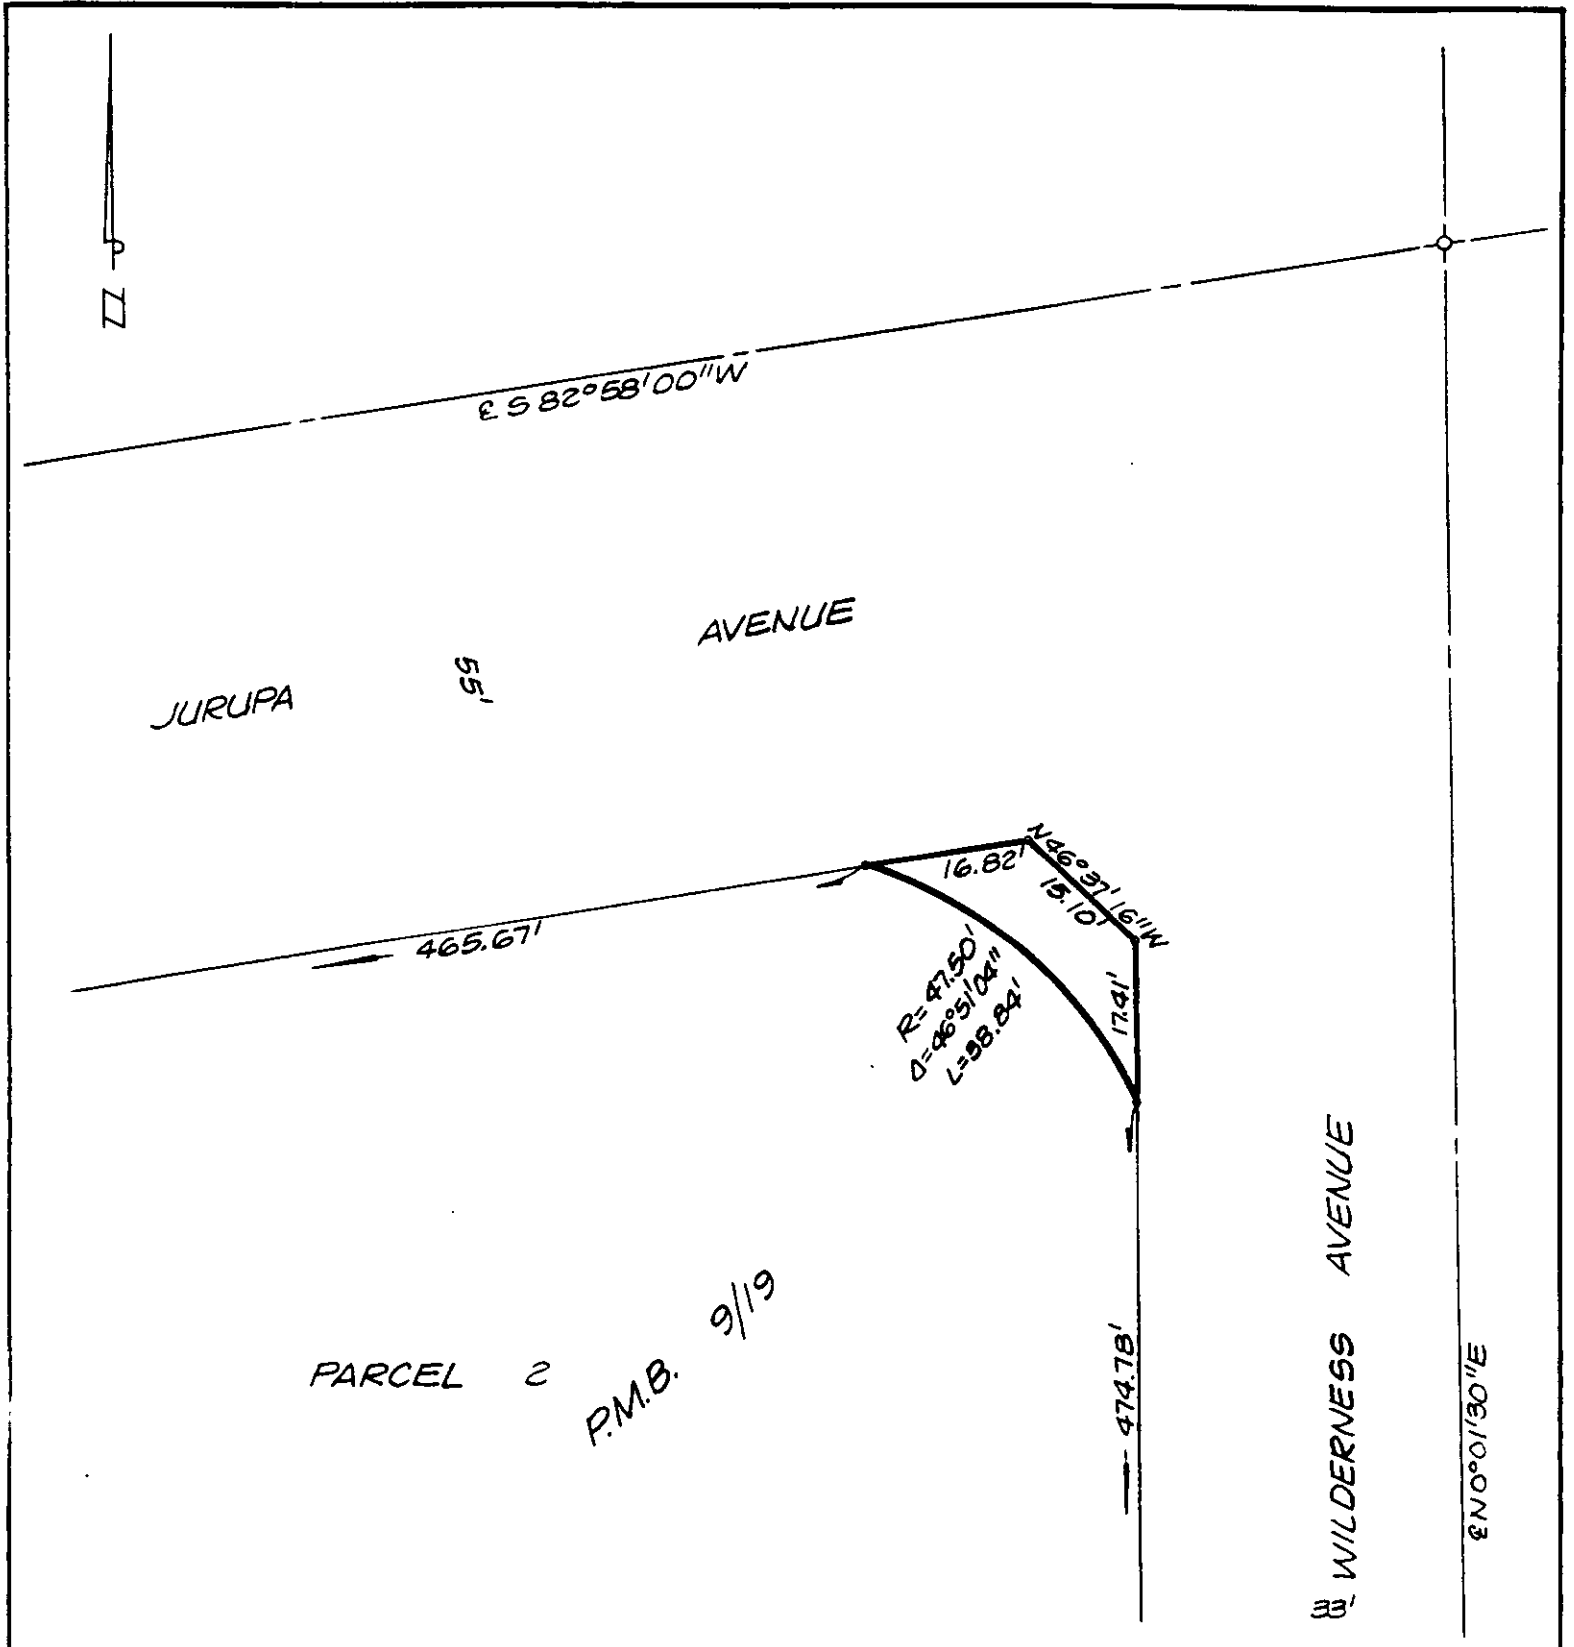 N
℄ S 82°58'00"W
AVENUE
55'
JURUPA
16.82'
N46°37'16"W
15.10'
465.67'
17.41'
R=47.50'
Δ=46°51'04"
L=38.84'
9/19
P.M.B.
PARCEL 2
474.78'
33' WILDERNESS AVENUE
℄ N0°01'30"E